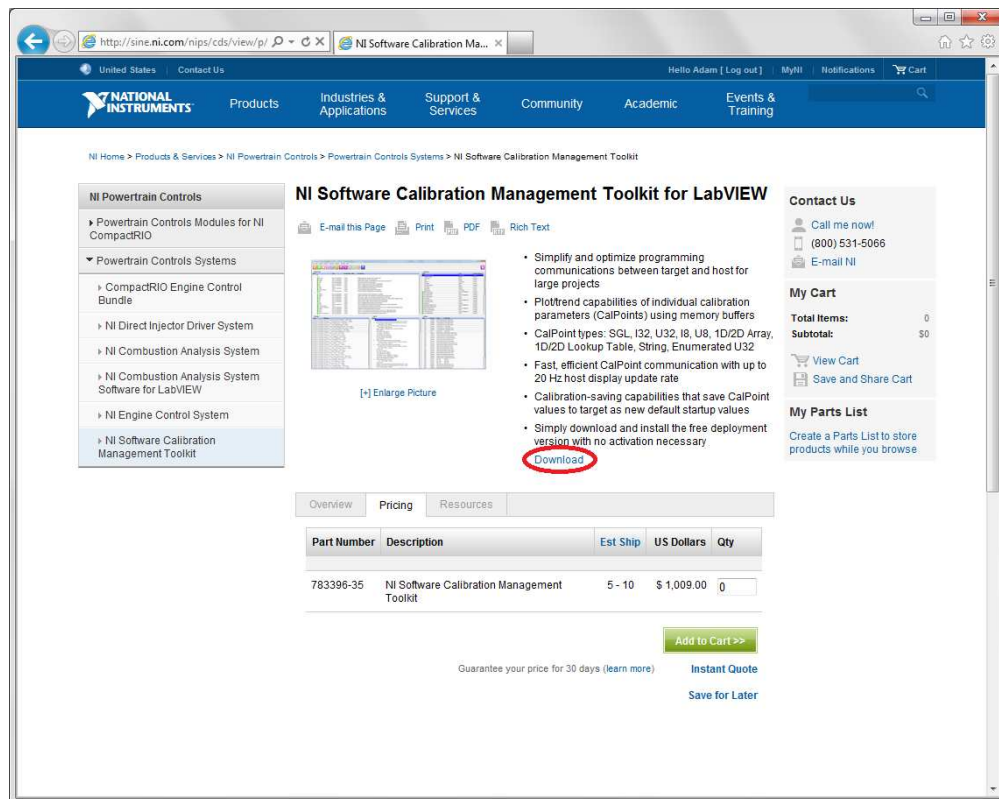 http://sine.ni.com/nips/cds/view/p/
NI Software Calibration Ma...
United States
Contact Us
Hello Adam [ Log out ]
MyNI
Notifications
Cart
NATIONAL INSTRUMENTS
Products
Industries & Applications
Support & Services
Community
Academic
Events & Training
NI Home > Products & Services > NI Powertrain Controls > Powertrain Controls Systems > NI Software Calibration Management Toolkit
NI Powertrain Controls
Powertrain Controls Modules for NI
CompactRIO
Powertrain Controls Systems
CompactRIO Engine Control
Bundle
NI Direct Injector Driver System
NI Combustion Analysis System
NI Combustion Analysis System
Software for LabVIEW
NI Engine Control System
NI Software Calibration
Management Toolkit
NI Software Calibration Management Toolkit for LabVIEW
E-mail this Page
Print
PDF
Rich Text
[+] Enlarge Picture
• Simplify and optimize programming
communications between target and host for
large projects
• Plot/trend capabilities of individual calibration
parameters (CalPoints) using memory buffers
• CalPoint types: SGL, I32, U32, I8, U8, 1D/2D Array,
1D/2D Lookup Table, String, Enumerated U32
• Fast, efficient CalPoint communication with up to
20 Hz host display update rate
• Calibration-saving capabilities that save CalPoint
values to target as new default startup values
• Simply download and install the free deployment
version with no activation necessary
Download
Contact Us
Call me now!
(800) 531-5066
E-mail NI
My Cart
Total Items: 0
Subtotal: $0
View Cart
Save and Share Cart
My Parts List
Create a Parts List to store
products while you browse
Overview
Pricing
Resources
Part Number Description Est Ship US Dollars Qty
783396-35 NI Software Calibration Management 5 - 10 $ 1,009.00 0
Toolkit
Add to Cart >>
Guarantee your price for 30 days (learn more)
Instant Quote
Save for Later